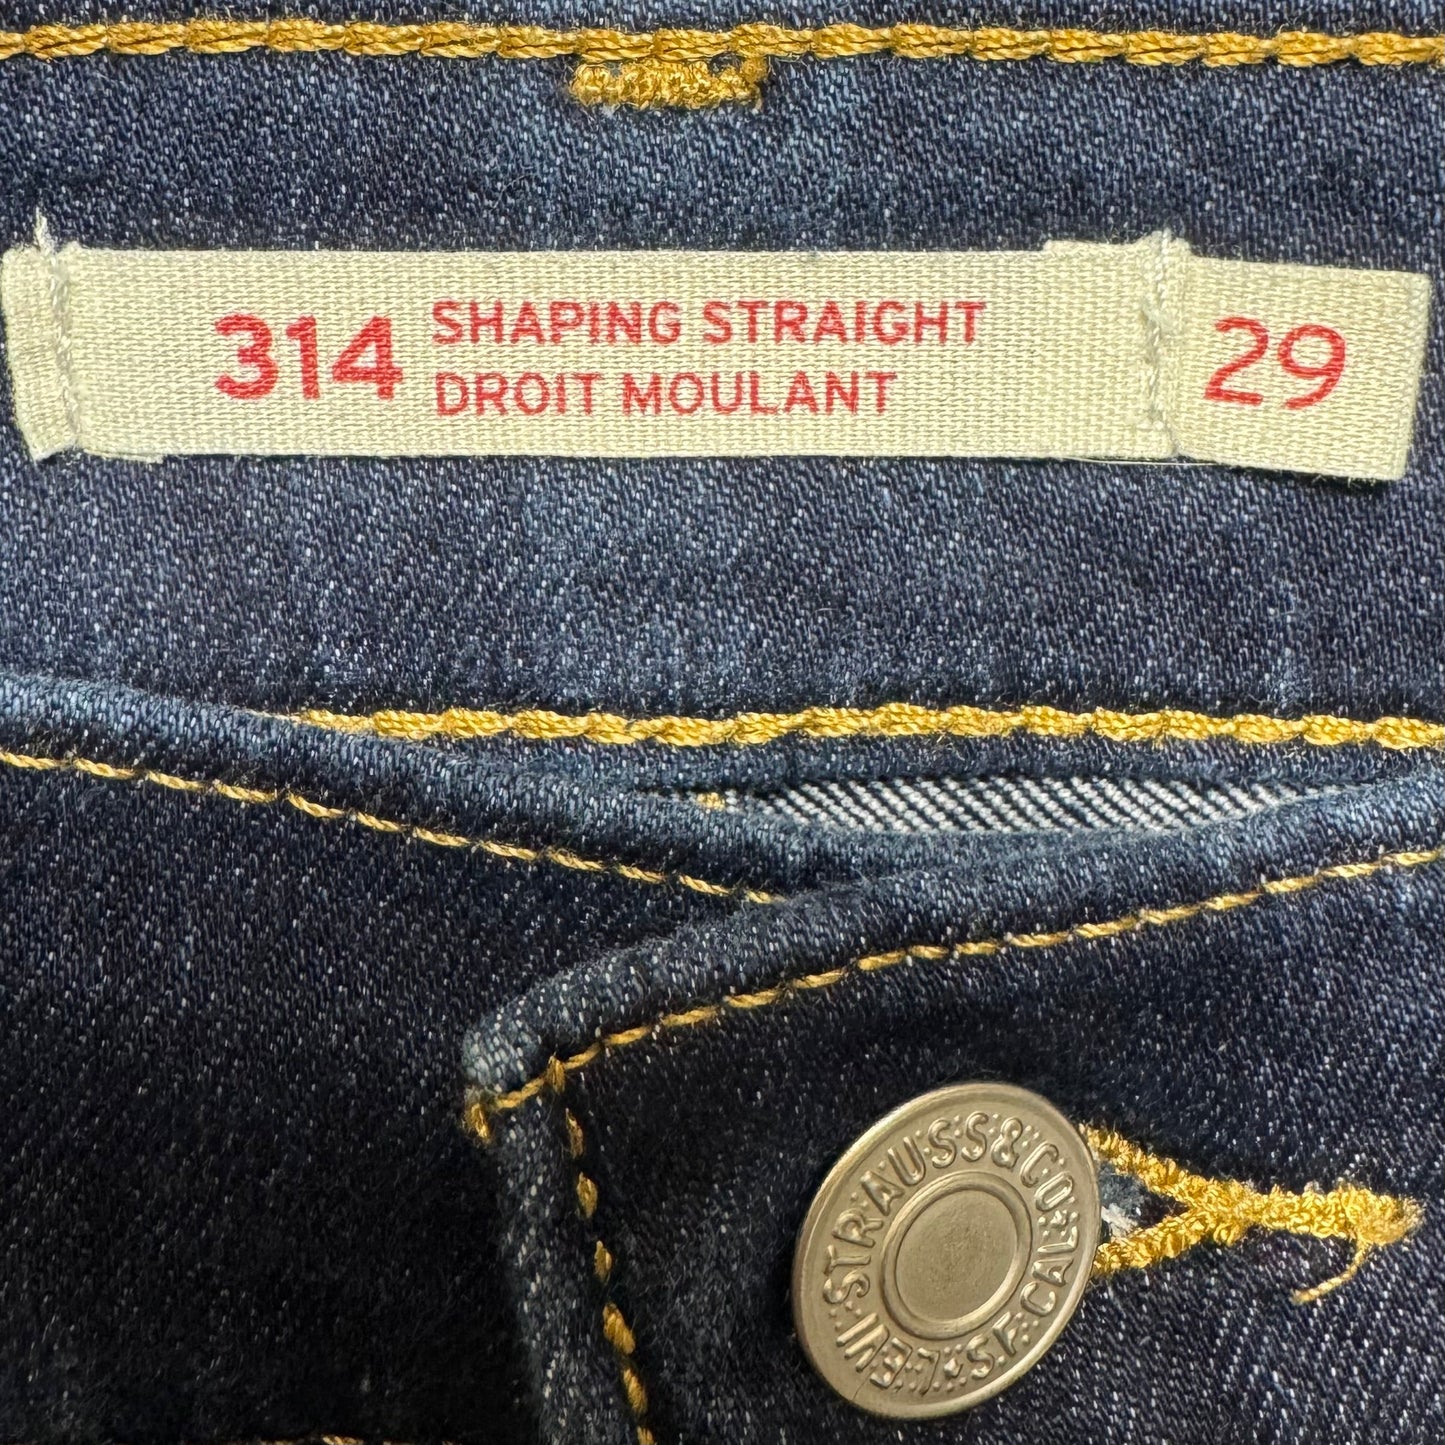 314
SHAPING STRAIGHT
DROIT MOULANT
29
LEVI STRAUSS & CO. S.F. CAL.